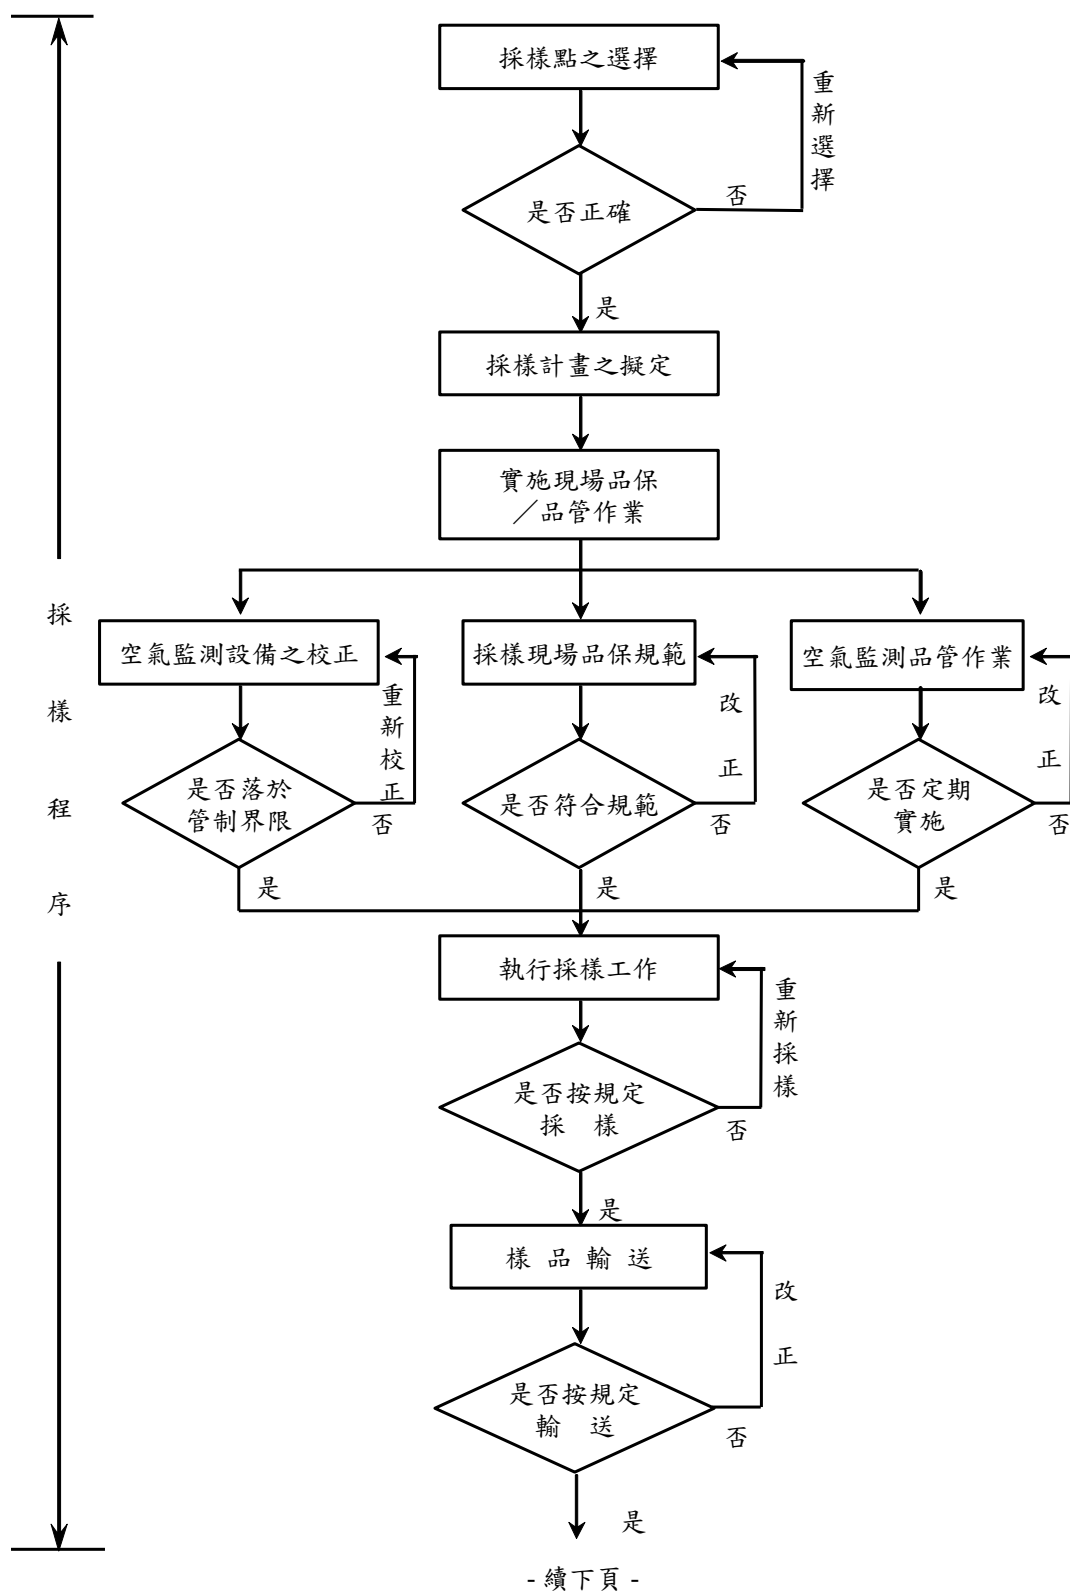 採樣點之選擇
重新選擇
是否正確
否
是
採樣計畫之擬定
實施現場品保
／品管作業
採樣程序
空氣監測設備之校正
重新校正
是否落於
管制界限
否
是
採樣現場品保規範
改正
是否符合規範
否
是
空氣監測品管作業
改正
是否定期
實施
否
是
執行採樣工作
重新採樣
是否按規定
採 樣
否
是
樣 品 輸 送
改正
是否按規定
輸 送
否
是
- 續下頁 -